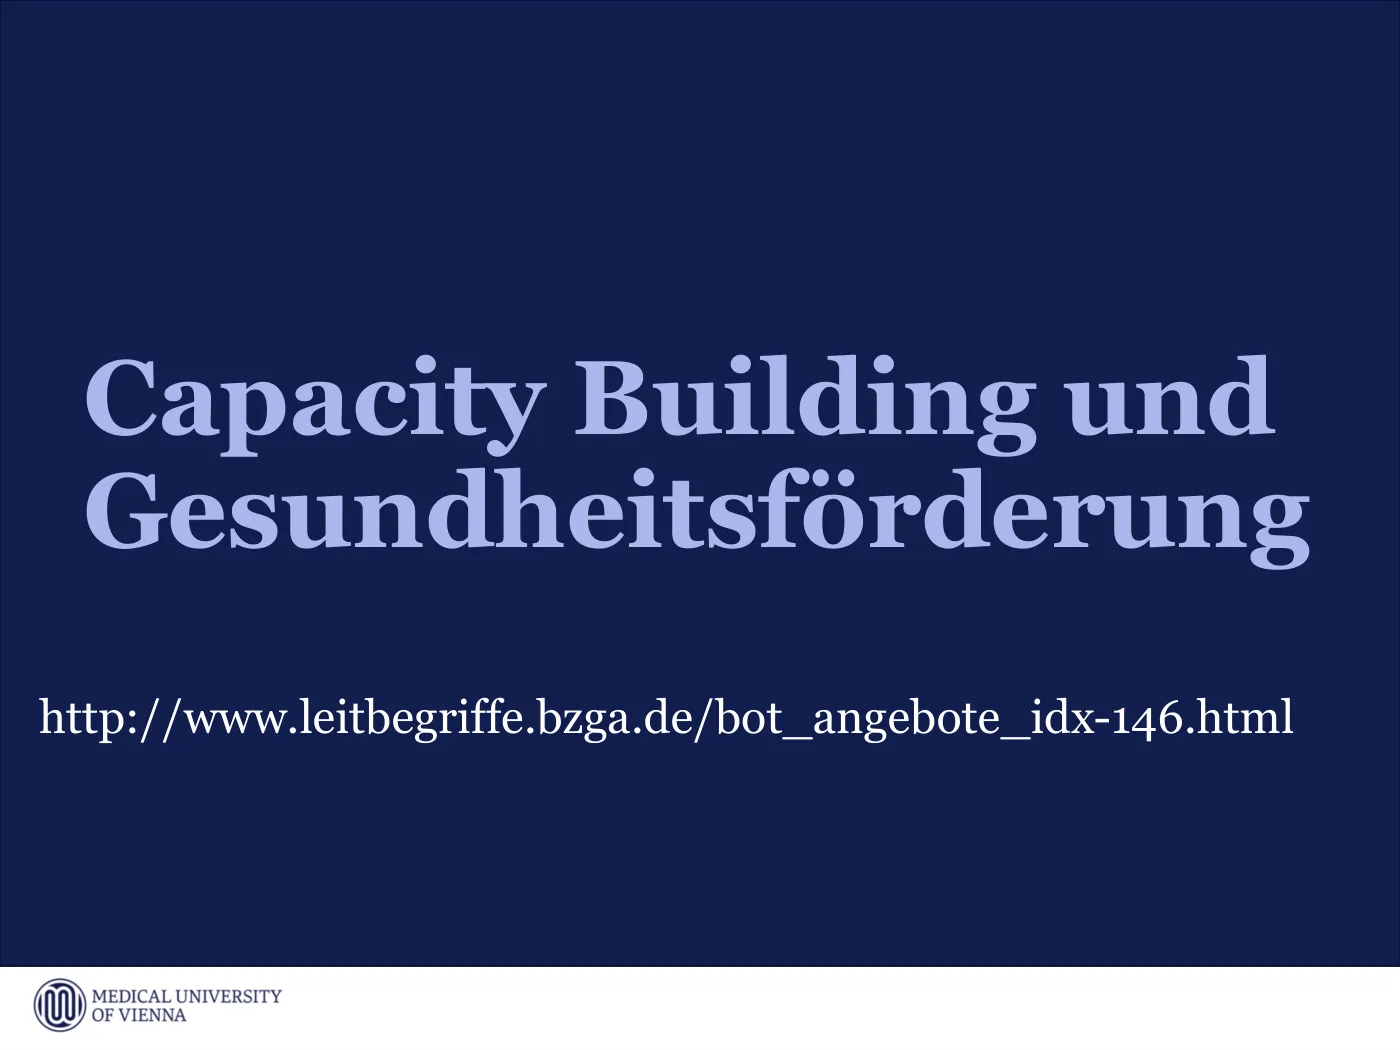 Capacity Building und
Gesundheitsförderung
http://www.leitbegriffe.bzga.de/bot_angebote_idx-146.html
MEDICAL UNIVERSITY
OF VIENNA